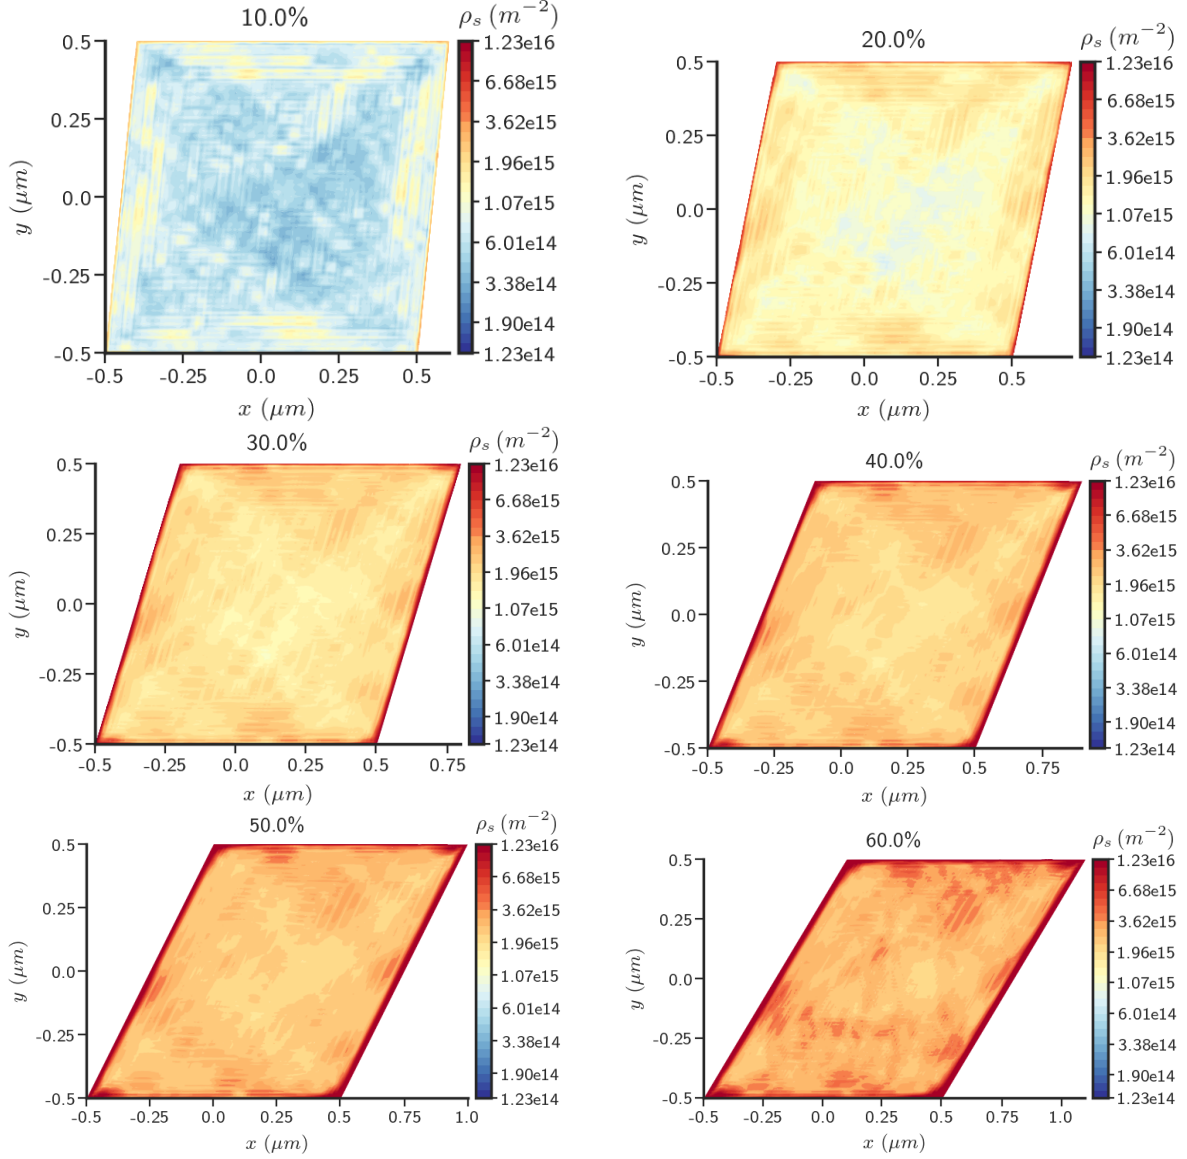 10.0%
ρ_s (m⁻²)
0.5
0.25
0.0
-0.25
-0.5
y (μm)
-0.5 -0.25 0.0 0.25 0.5
x (μm)
1.23e16
6.68e15
3.62e15
1.96e15
1.07e15
6.01e14
3.38e14
1.90e14
1.23e14
20.0%
ρ_s (m⁻²)
0.5
0.25
0.0
-0.25
-0.5
y (μm)
-0.5 -0.25 0.0 0.25 0.5
x (μm)
1.23e16
6.68e15
3.62e15
1.96e15
1.07e15
6.01e14
3.38e14
1.90e14
1.23e14
30.0%
ρ_s (m⁻²)
0.5
0.25
0.0
-0.25
-0.5
y (μm)
-0.5 -0.25 0.0 0.25 0.5 0.75
x (μm)
1.23e16
6.68e15
3.62e15
1.96e15
1.07e15
6.01e14
3.38e14
1.90e14
1.23e14
40.0%
ρ_s (m⁻²)
0.5
0.25
0.0
-0.25
-0.5
y (μm)
-0.5 -0.25 0.0 0.25 0.5 0.75
x (μm)
1.23e16
6.68e15
3.62e15
1.96e15
1.07e15
6.01e14
3.38e14
1.90e14
1.23e14
50.0%
ρ_s (m⁻²)
0.5
0.25
0.0
-0.25
-0.5
y (μm)
-0.5 -0.25 0.0 0.25 0.5 0.75 1.0
x (μm)
1.23e16
6.68e15
3.62e15
1.96e15
1.07e15
6.01e14
3.38e14
1.90e14
1.23e14
60.0%
ρ_s (m⁻²)
0.5
0.25
0.0
-0.25
-0.5
y (μm)
-0.5 -0.25 0.0 0.25 0.5 0.75 1.0
x (μm)
1.23e16
6.68e15
3.62e15
1.96e15
1.07e15
6.01e14
3.38e14
1.90e14
1.23e14